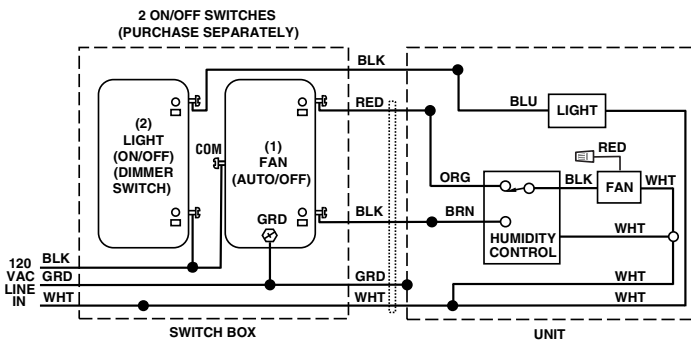 2 ON/OFF SWITCHES
(PURCHASE SEPARATELY)
BLK
RED
BLU
LIGHT
(2)
LIGHT
(ON/OFF)
(DIMMER
SWITCH)
COM
(1)
FAN
(AUTO/OFF)
GRD
RED
ORG
BLK
FAN
WHT
BLK
BRN
HUMIDITY
CONTROL
WHT
120
VAC
LINE
IN
BLK
GRD
WHT
GRD
WHT
WHT
WHT
SWITCH BOX
UNIT